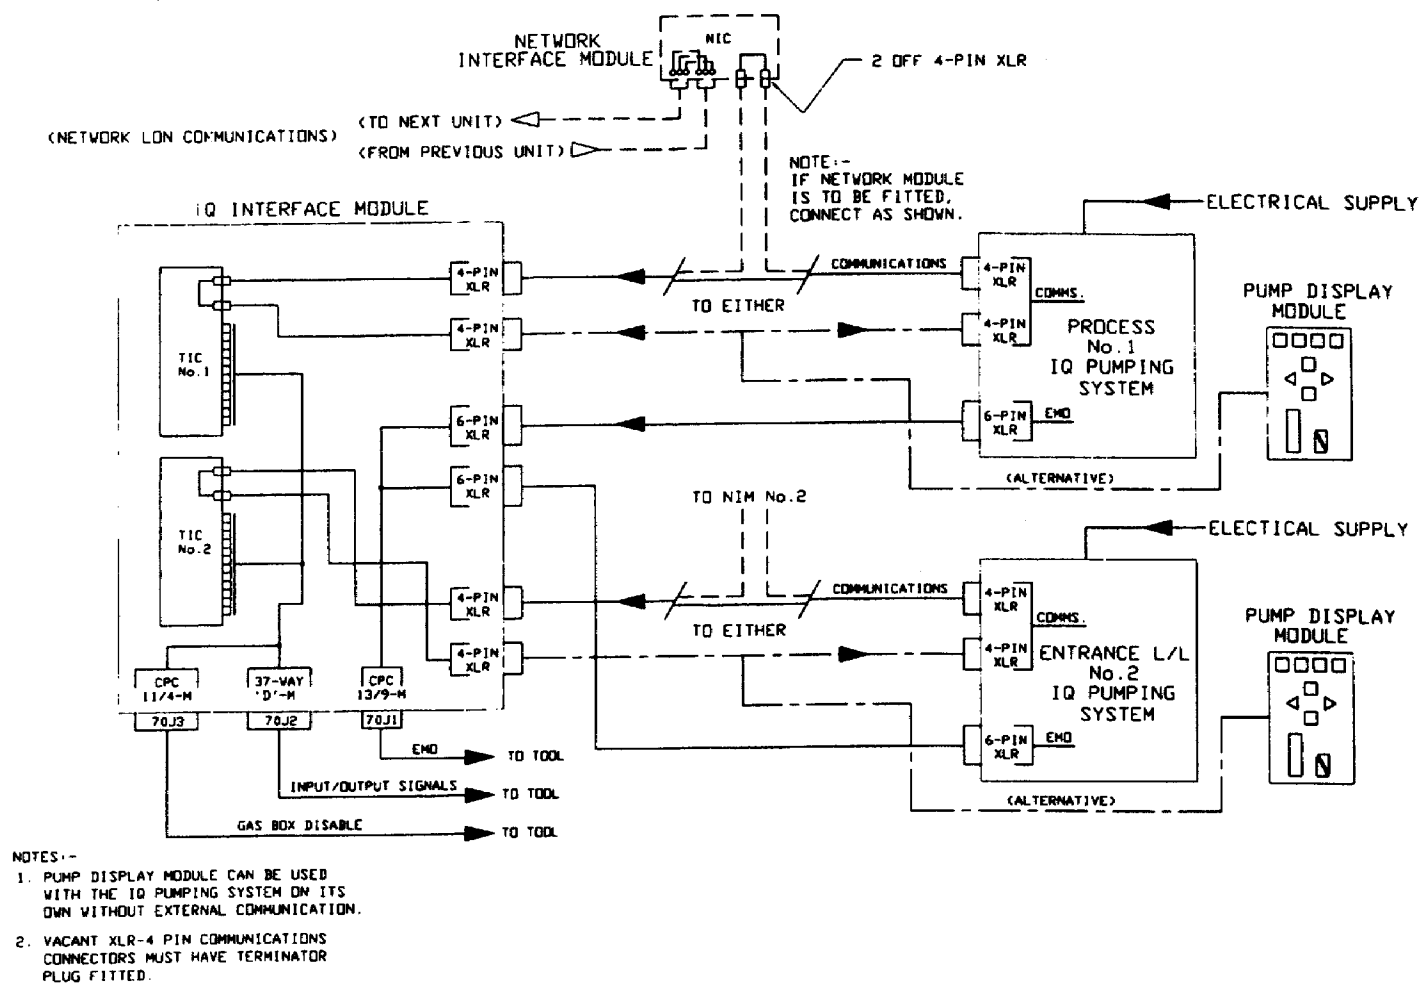 NETWORK
INTERFACE MODULE
NIC
2 OFF 4-PIN XLR
(NETWORK LON COMMUNICATIONS)
(TO NEXT UNIT)
(FROM PREVIOUS UNIT)
NOTE:-
IF NETWORK MODULE
IS TO BE FITTED,
CONNECT AS SHOWN.
iQ INTERFACE MODULE
ELECTRICAL SUPPLY
4-PIN
XLR
COMMUNICATIONS
4-PIN
XLR
COMMS.
TO EITHER
PUMP DISPLAY
MODULE
4-PIN
XLR
4-PIN
XLR
PROCESS
No.1
IQ PUMPING
SYSTEM
TIC
No.1
6-PIN
XLR
6-PIN
XLR
EMO
6-PIN
XLR
(ALTERNATIVE)
TO NIM No.2
TIC
No.2
ELECTICAL SUPPLY
4-PIN
XLR
COMMUNICATIONS
4-PIN
XLR
COMMS.
TO EITHER
PUMP DISPLAY
MODULE
4-PIN
XLR
4-PIN
XLR
ENTRANCE L/L
No.2
IQ PUMPING
SYSTEM
CPC
11/4-M
37-WAY
'D'-M
CPC
13/9-M
70J3
70J2
70J1
6-PIN
XLR
EMO
EMO
TO TOOL
INPUT/OUTPUT SIGNALS
TO TOOL
(ALTERNATIVE)
GAS BOX DISABLE
TO TOOL
NOTES:-
1. PUMP DISPLAY MODULE CAN BE USED
WITH THE IQ PUMPING SYSTEM ON ITS
OWN WITHOUT EXTERNAL COMMUNICATION.
2. VACANT XLR-4 PIN COMMUNICATIONS
CONNECTORS MUST HAVE TERMINATOR
PLUG FITTED.